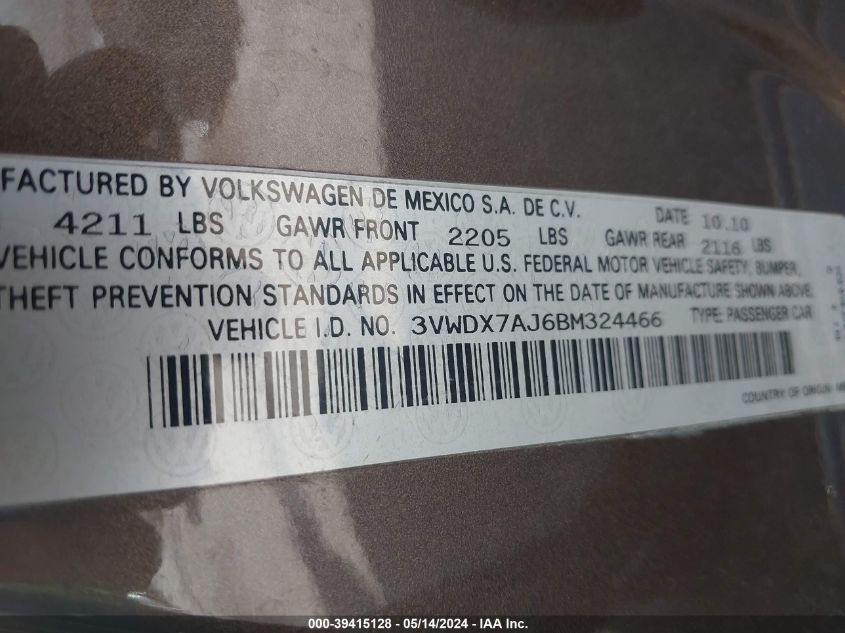 FACTURED BY VOLKSWAGEN DE MEXICO S.A. DE C.V. DATE 10.10
4211 LBS GAWR FRONT 2205 LBS GAWR REAR 2116 LBS
VEHICLE CONFORMS TO ALL APPLICABLE U.S. FEDERAL MOTOR VEHICLE SAFETY, BUMPER,
THEFT PREVENTION STANDARDS IN EFFECT ON THE DATE OF MANUFACTURE SHOWN ABOVE.
VEHICLE I.D. NO. 3VWDX7AJ6BM324466 TYPE: PASSENGER CAR
COUNTRY OF ORIGIN
000-39415128 - 05/14/2024 - IAA Inc.